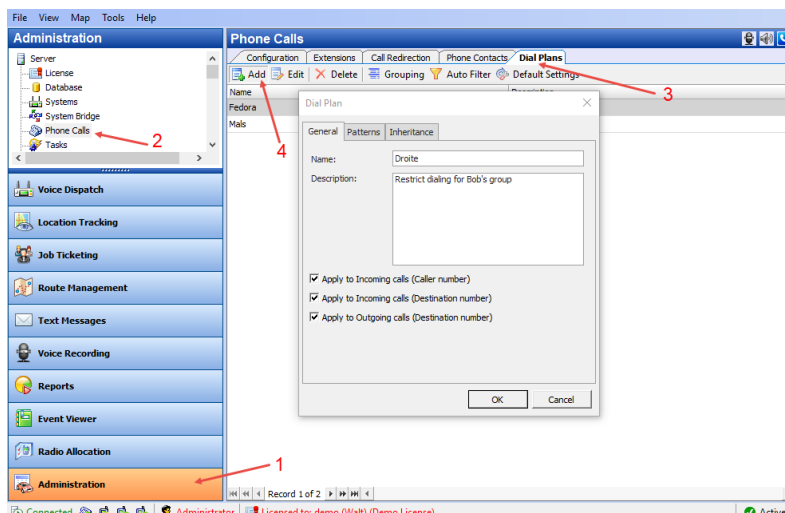 File View Map Tools Help
Administration
Phone Calls
Server
License
Database
Systems
System Bridge
Phone Calls
Tasks
2
Configuration Extensions Call Redirection Phone Contacts Dial Plans
Add Edit Delete Grouping Auto Filter Default Settings
Name Description
Fedora
Mals
3
4
Dial Plan
General Patterns Inheritance
Name: Droite
Description: Restrict dialing for Bob's group
Apply to Incoming calls (Caller number)
Apply to Incoming calls (Destination number)
Apply to Outgoing calls (Destination number)
OK Cancel
Voice Dispatch
Location Tracking
Job Ticketing
Route Management
Text Messages
Voice Recording
Reports
Event Viewer
Radio Allocation
Administration
1
Record 1 of 2
Connected Administrator Licensed to: demo (Walt) (Demo License) Active